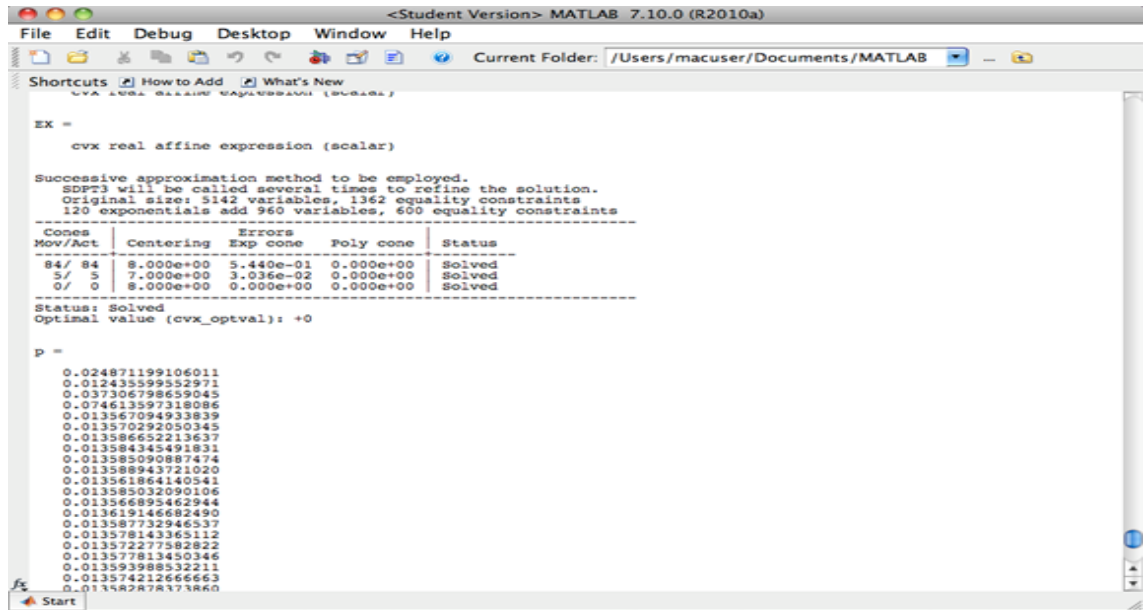 <Student Version> MATLAB 7.10.0 (R2010a)
File Edit Debug Desktop Window Help
Current Folder: /Users/macuser/Documents/MATLAB
Shortcuts How to Add What's New
cvx real affine expression (scalar)
EX =
cvx real affine expression (scalar)
Successive approximation method to be employed.
SDPT3 will be called several times to refine the solution.
Original size: 5142 variables, 1362 equality constraints
120 exponentials add 960 variables, 600 equality constraints
------------------------------------------------------------
Cones | Errors |
Mov/Act | Centering Exp cone Poly cone | Status
--------+---------------------------------+---------
84/ 84 | 8.000e+00 5.440e-01 0.000e+00 | Solved
5/ 5 | 7.000e+00 3.036e-02 0.000e+00 | Solved
0/ 0 | 8.000e+00 0.000e+00 0.000e+00 | Solved
------------------------------------------------------------
Status: Solved
Optimal value (cvx_optval): +0
p =
0.024871199106011
0.012435599552971
0.037306798659045
0.074613597318086
0.013567094933839
0.013570292050345
0.013586652213637
0.013584345491831
0.013585090887474
0.013588943721020
0.013561864140541
0.013585032090106
0.013566895462944
0.013619146682490
0.013587732946537
0.013578143365112
0.013572277582822
0.013577813450346
0.013593988532211
0.013574212666663
0.013582878373860
fx
Start